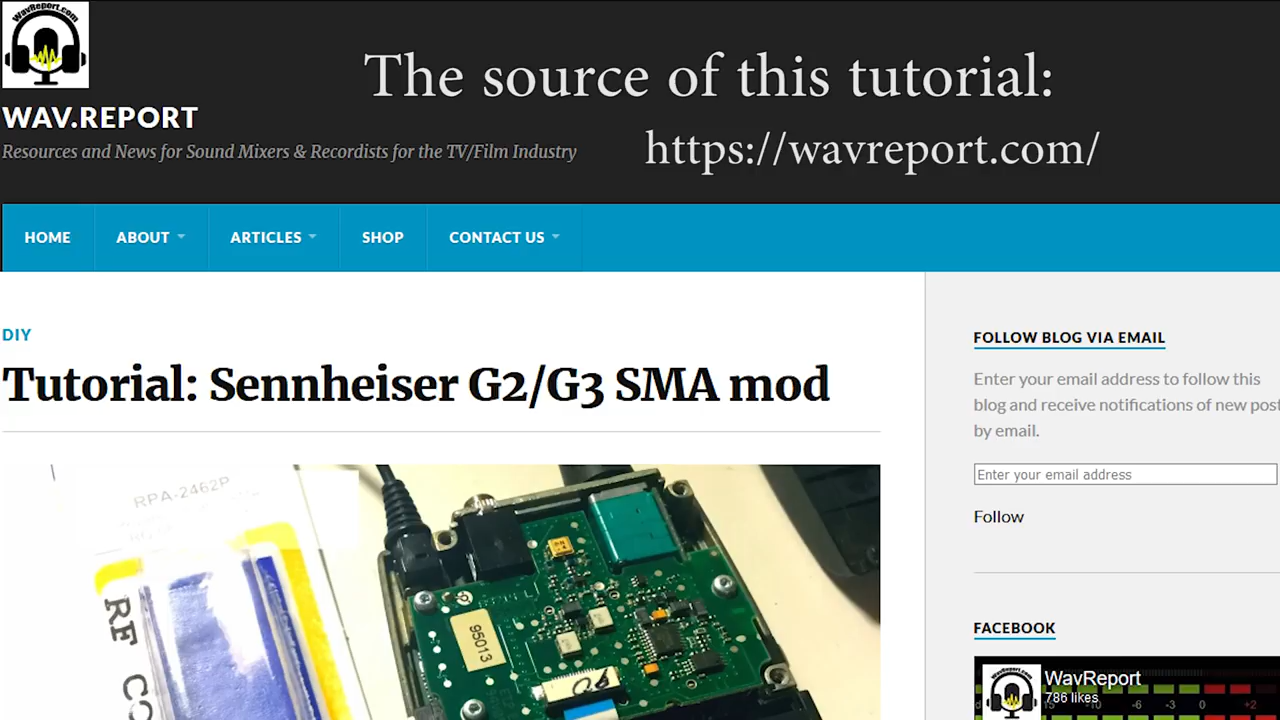 WavReport.com
The source of this tutorial:
WAV.REPORT
https://wavreport.com/
Resources and News for Sound Mixers & Recordists for the TV/Film Industry
HOME
ABOUT
ARTICLES
SHOP
CONTACT US
DIY
Tutorial: Sennheiser G2/G3 SMA mod
RPA-2462P
RF CO
95013
FOLLOW BLOG VIA EMAIL
Enter your email address to follow this
blog and receive notifications of new post
by email.
Enter your email address
Follow
FACEBOOK
WavReport.com
WavReport
786 likes
-6
-3
0
+2